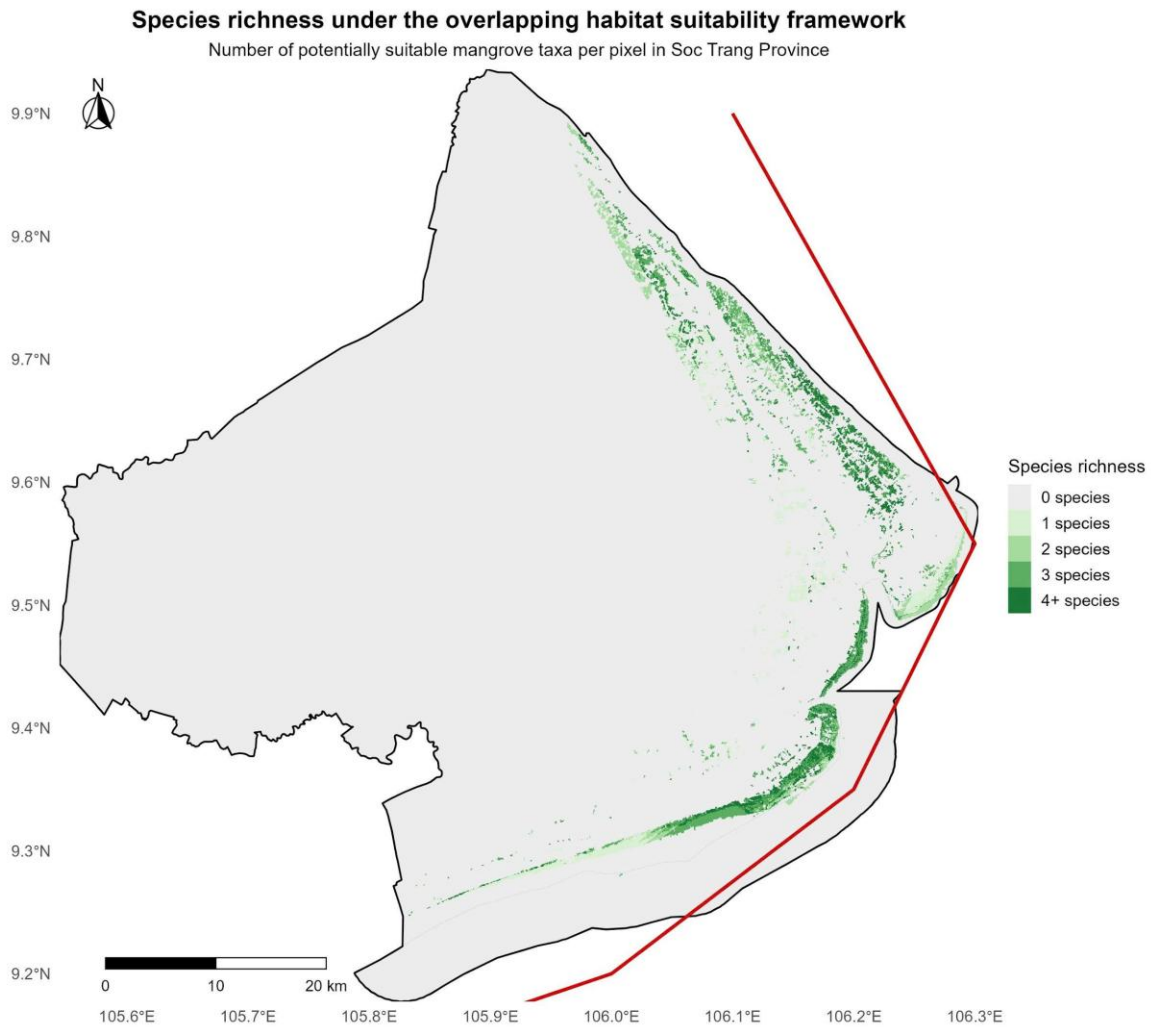 Species richness under the overlapping habitat suitability framework
Number of potentially suitable mangrove taxa per pixel in Soc Trang Province
N
9.9°N
9.8°N
9.7°N
9.6°N
9.5°N
9.4°N
9.3°N
9.2°N
Species richness
0 species
1 species
2 species
3 species
4+ species
0 10 20 km
105.6°E 105.7°E 105.8°E 105.9°E 106.0°E 106.1°E 106.2°E 106.3°E